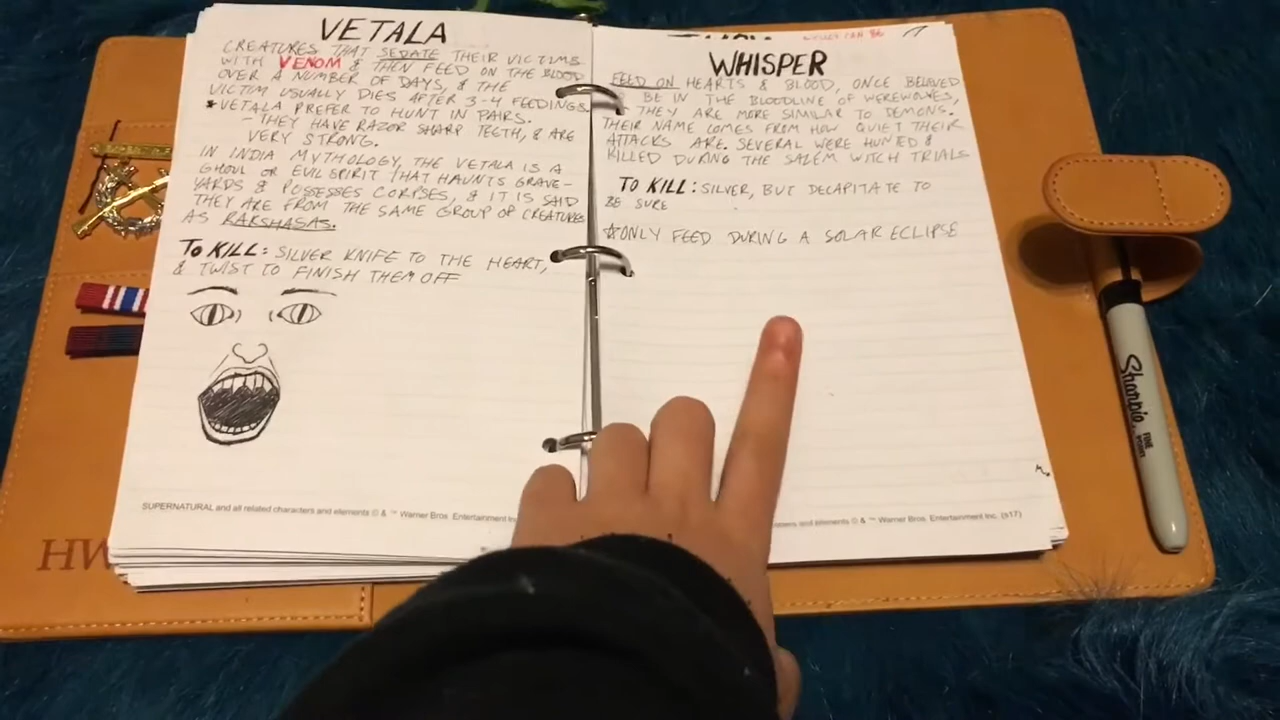 VETALA
CREATURES THAT SEDATE THEIR VICTIMS
WITH VENOM & THEN FEED ON THE BLOOD
OVER A NUMBER OF DAYS, & THE
VICTIM USUALLY DIES AFTER 3-4 FEEDINGS.
*VETALA PREFER TO HUNT IN PAIRS.
- THEY HAVE RAZOR SHARP TEETH, & ARE
VERY STRONG.
IN INDIA MYTHOLOGY, THE VETALA IS A
GHOUL OR EVIL SPIRIT THAT HAUNTS GRAVE-
YARDS & POSSESSES CORPSES, & IT IS SAID
THEY ARE FROM THE SAME GROUP OF CREATURES
AS RAKSHASAS.
TO KILL: SILVER KNIFE TO THE HEART,
& TWIST TO FINISH THEM OFF
SUPERNATURAL and all related characters and elements © & ™ Warner Bros. Entertainment
HW
WHISPER
FEED ON HEARTS & BLOOD, ONCE BELIEVED
BE IN THE BLOODLINE OF WEREWOLVES,
THEY ARE MORE SIMILAR TO DEMONS.
THEIR NAME COMES FROM HOW QUIET THEIR
ATTACKS ARE. SEVERAL WERE HUNTED &
KILLED DURING THE SALEM WITCH TRIALS
TO KILL: SILVER, BUT DECAPITATE TO
BE SURE
☆ONLY FEED DURING A SOLAR ECLIPSE
and elements © & ™ Warner Bros. Entertainment Inc. (s17)
Sharpie
FINE
POINT